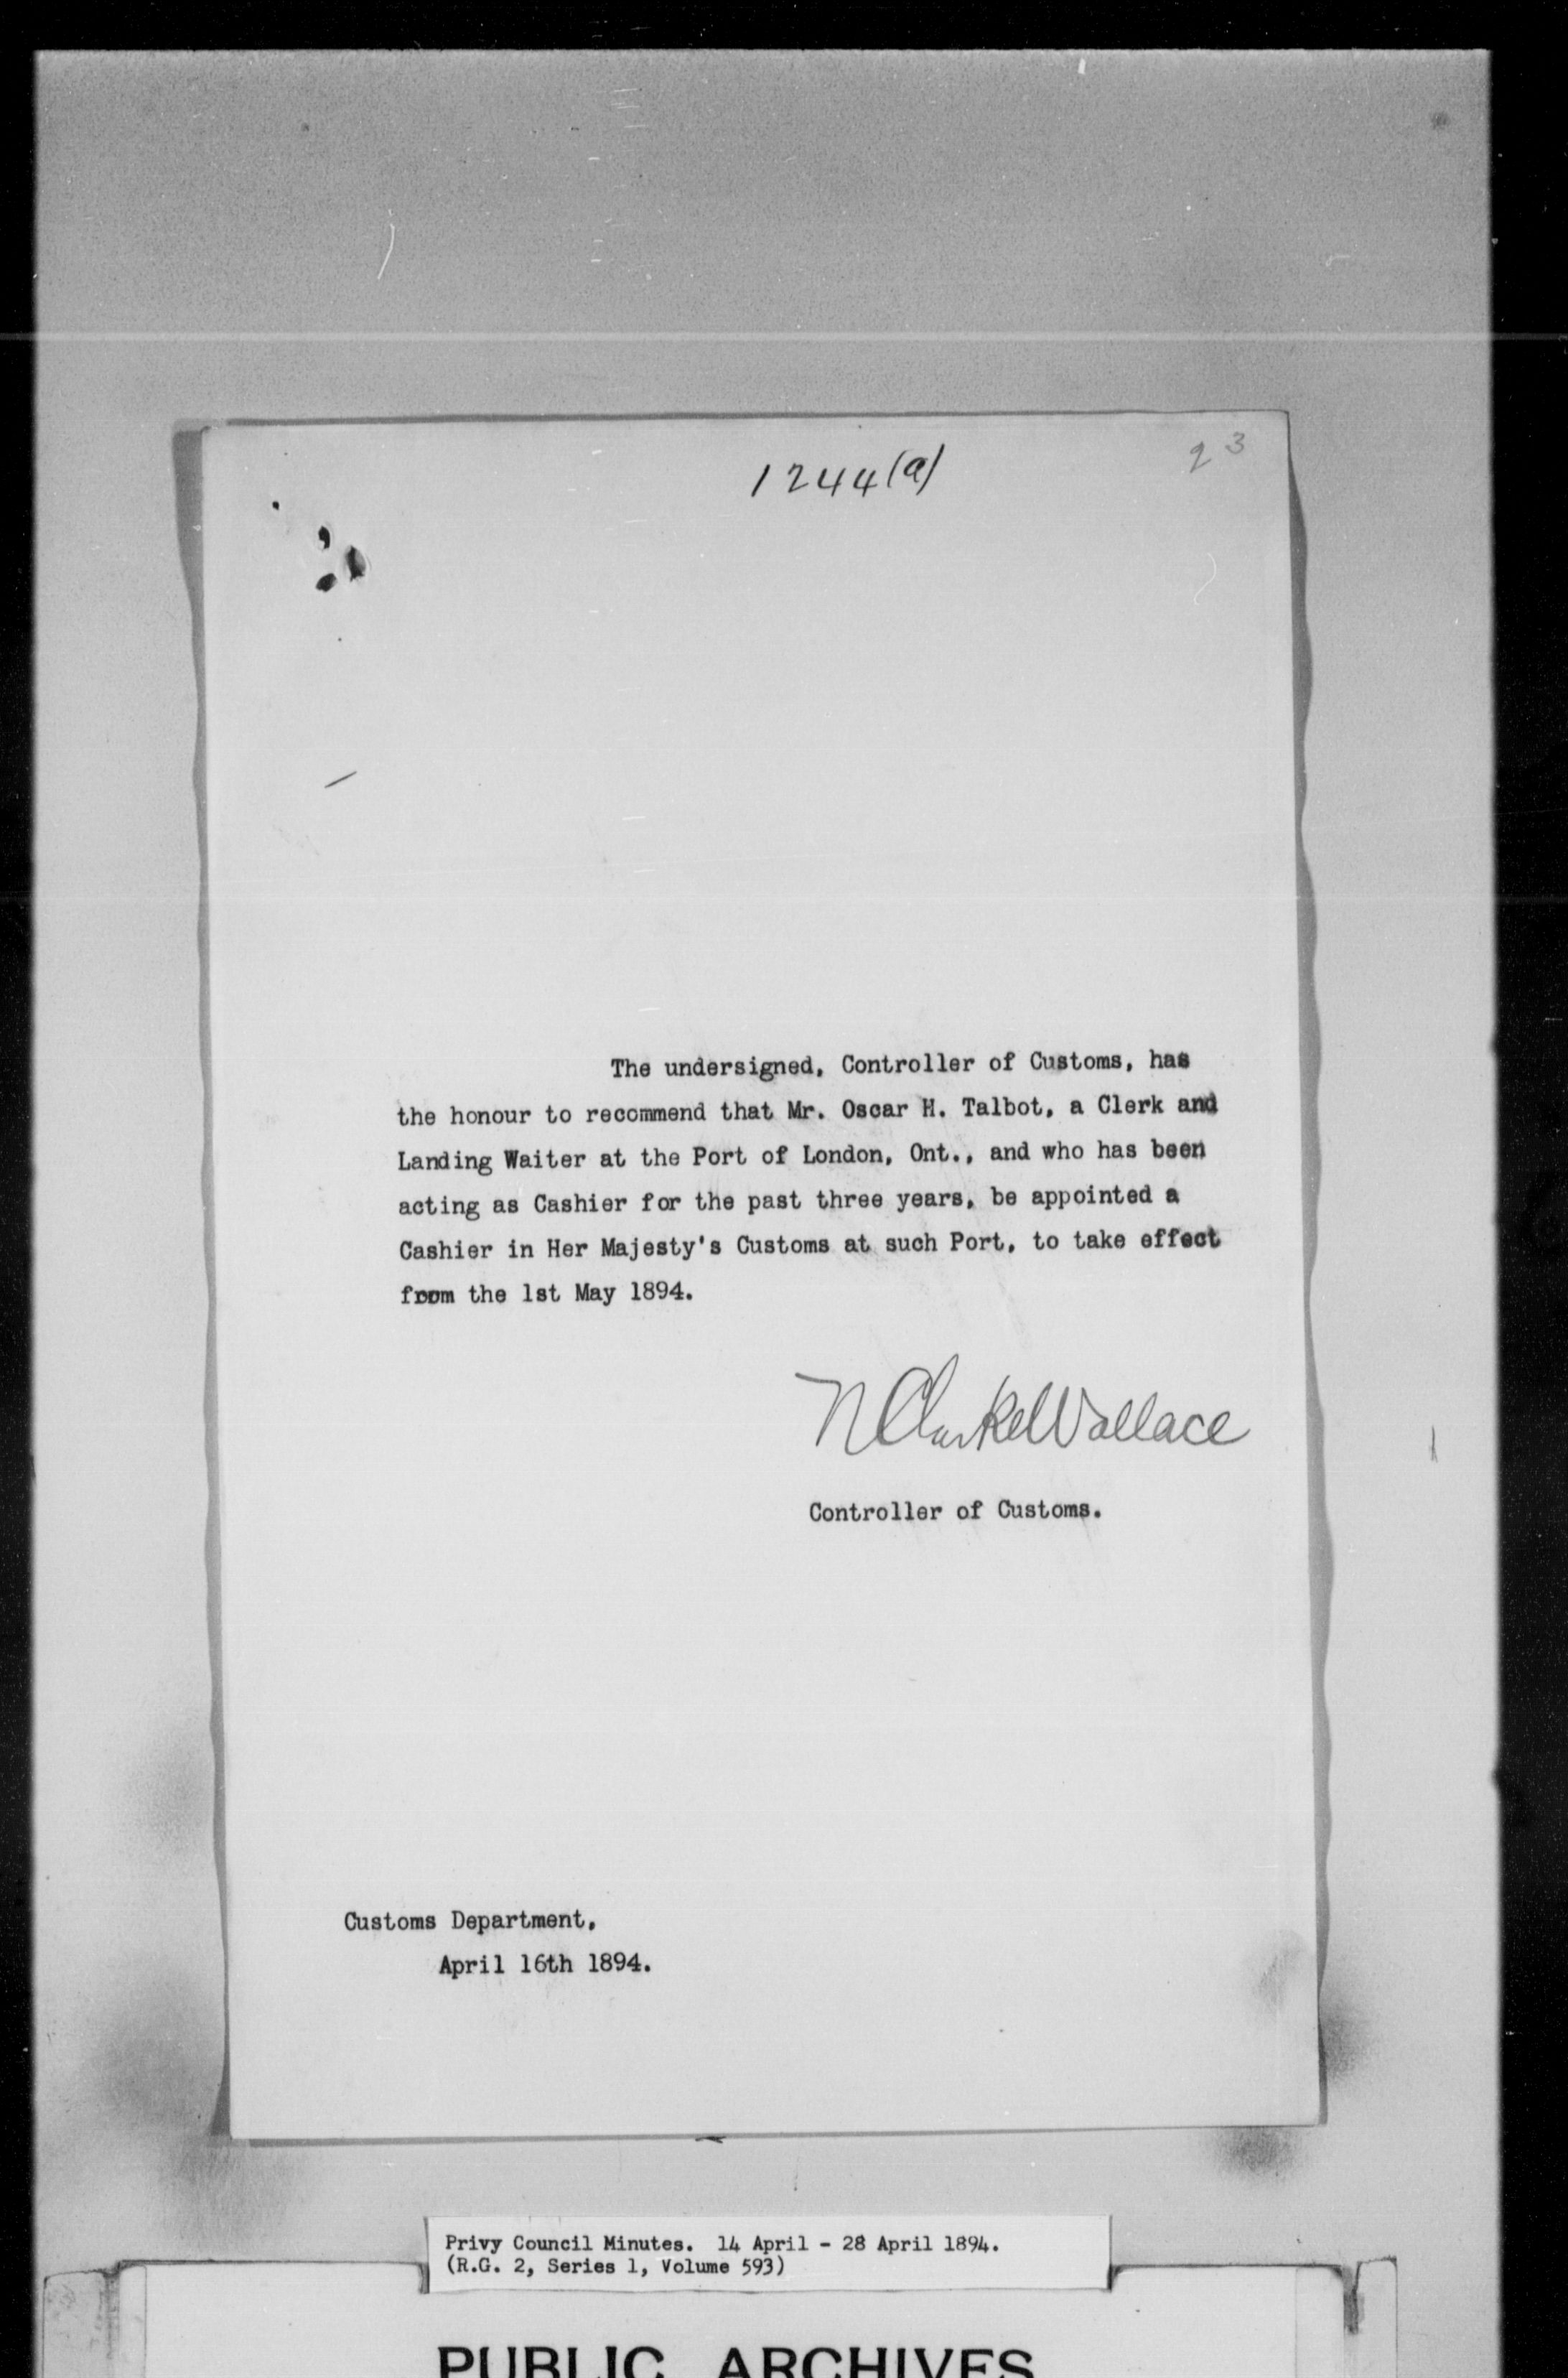 1244(a)
23
The undersigned, Controller of Customs, has
the honour to recommend that Mr. Oscar H. Talbot, a Clerk and
Landing Waiter at the Port of London, Ont., and who has been
acting as Cashier for the past three years, be appointed a
Cashier in Her Majesty's Customs at such Port, to take effect
from the 1st May 1894.
N Clarke Wallace
Controller of Customs.
Customs Department,
April 16th 1894.
Privy Council Minutes. 14 April - 28 April 1894.
(R.G. 2, Series 1, Volume 593)
PUBLIC ARCHIVES